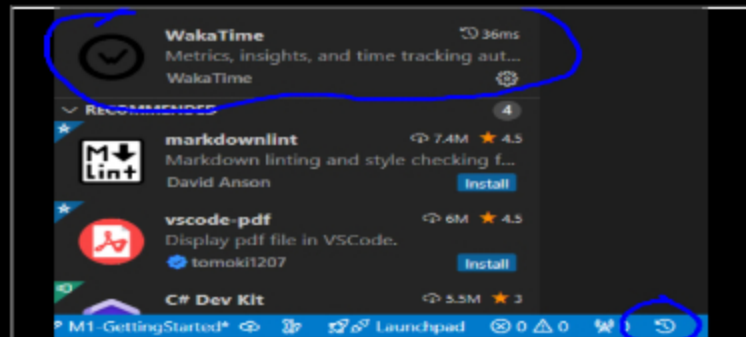 WakaTime 36ms
Metrics, insights, and time tracking aut...
WakaTime
RECOMMENDED 4
markdownlint 7.4M ★ 4.5
Markdown linting and style checking f...
David Anson Install
vscode-pdf 6M ★ 4.5
Display pdf file in VSCode.
tomoki1207 Install
C# Dev Kit 5.5M ★ 3
M1-GettingStarted* Launchpad 0 0
M↓
Lint